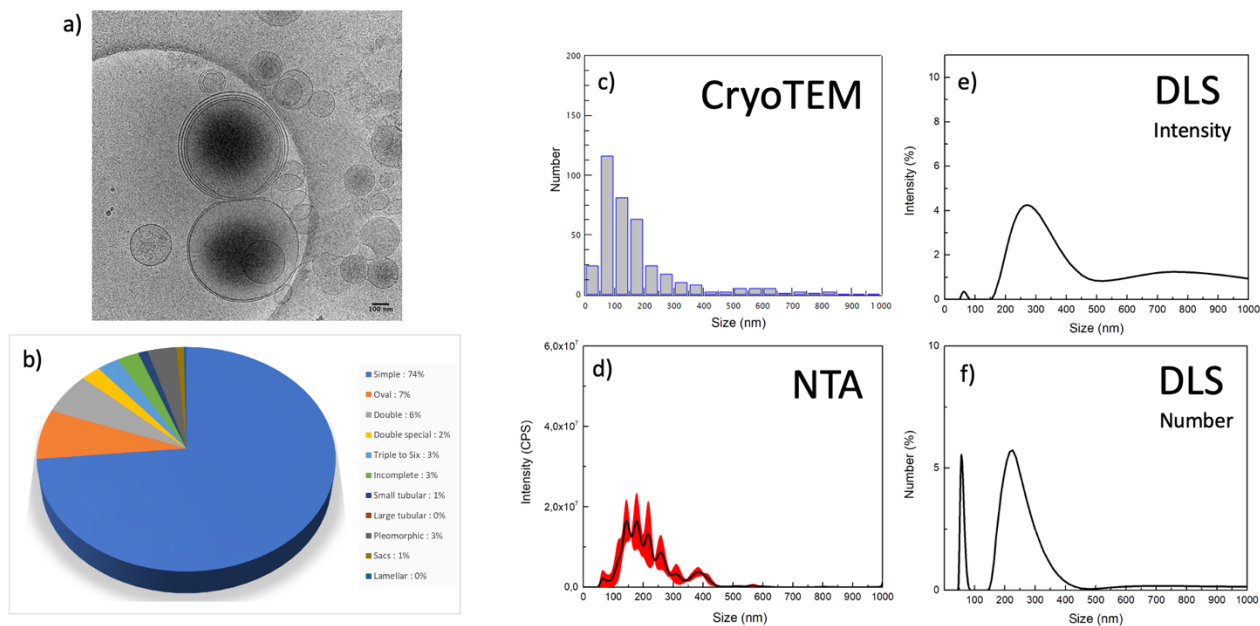 a)
100 nm
b)
Simple : 74%
Oval : 7%
Double : 6%
Double special : 2%
Triple to Six : 3%
Incomplete : 3%
Small tubular : 1%
Large tubular : 0%
Pleomorphic : 3%
Sacs : 1%
Lamellar : 0%
c)
CryoTEM
Number
200
150
100
50
0
0 100 200 300 400 500 600 700 800 900 1 000
Size (nm)
d)
NTA
Intensity (CPS)
6,0x10⁷
4,0x10⁷
2,0x10⁷
0,0
0 100 200 300 400 500 600 700 800 900 1000
Size (nm)
e)
DLS
Intensity
Intensity (%)
10
8
6
4
2
0
0 100 200 300 400 500 600 700 800 900 1000
Size (nm)
f)
DLS
Number
Number (%)
10
5
0
0 100 200 300 400 500 600 700 800 900 1000
Size (nm)